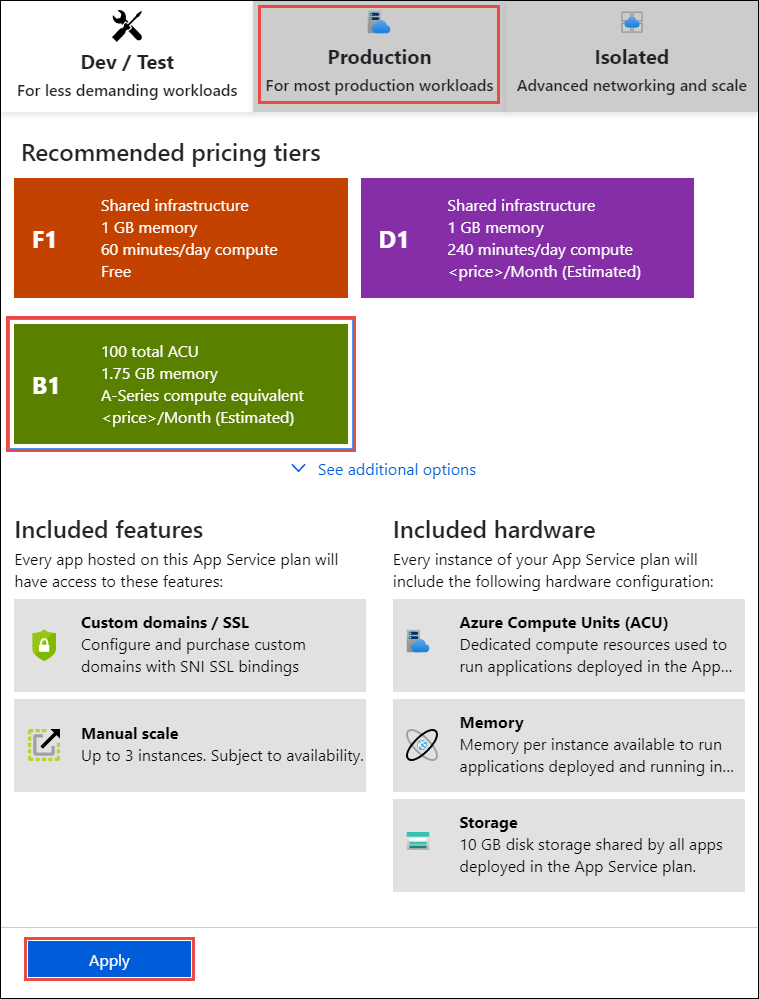 Dev / Test
For less demanding workloads
Production
For most production workloads
Isolated
Advanced networking and scale
Recommended pricing tiers
F1
Shared infrastructure
1 GB memory
60 minutes/day compute
Free
D1
Shared infrastructure
1 GB memory
240 minutes/day compute
<price>/Month (Estimated)
B1
100 total ACU
1.75 GB memory
A-Series compute equivalent
<price>/Month (Estimated)
See additional options
Included features
Every app hosted on this App Service plan will
have access to these features:
Custom domains / SSL
Configure and purchase custom
domains with SNI SSL bindings
Manual scale
Up to 3 instances. Subject to availability.
Included hardware
Every instance of your App Service plan will
include the following hardware configuration:
Azure Compute Units (ACU)
Dedicated compute resources used to
run applications deployed in the App...
Memory
Memory per instance available to run
applications deployed and running in...
Storage
10 GB disk storage shared by all apps
deployed in the App Service plan.
Apply